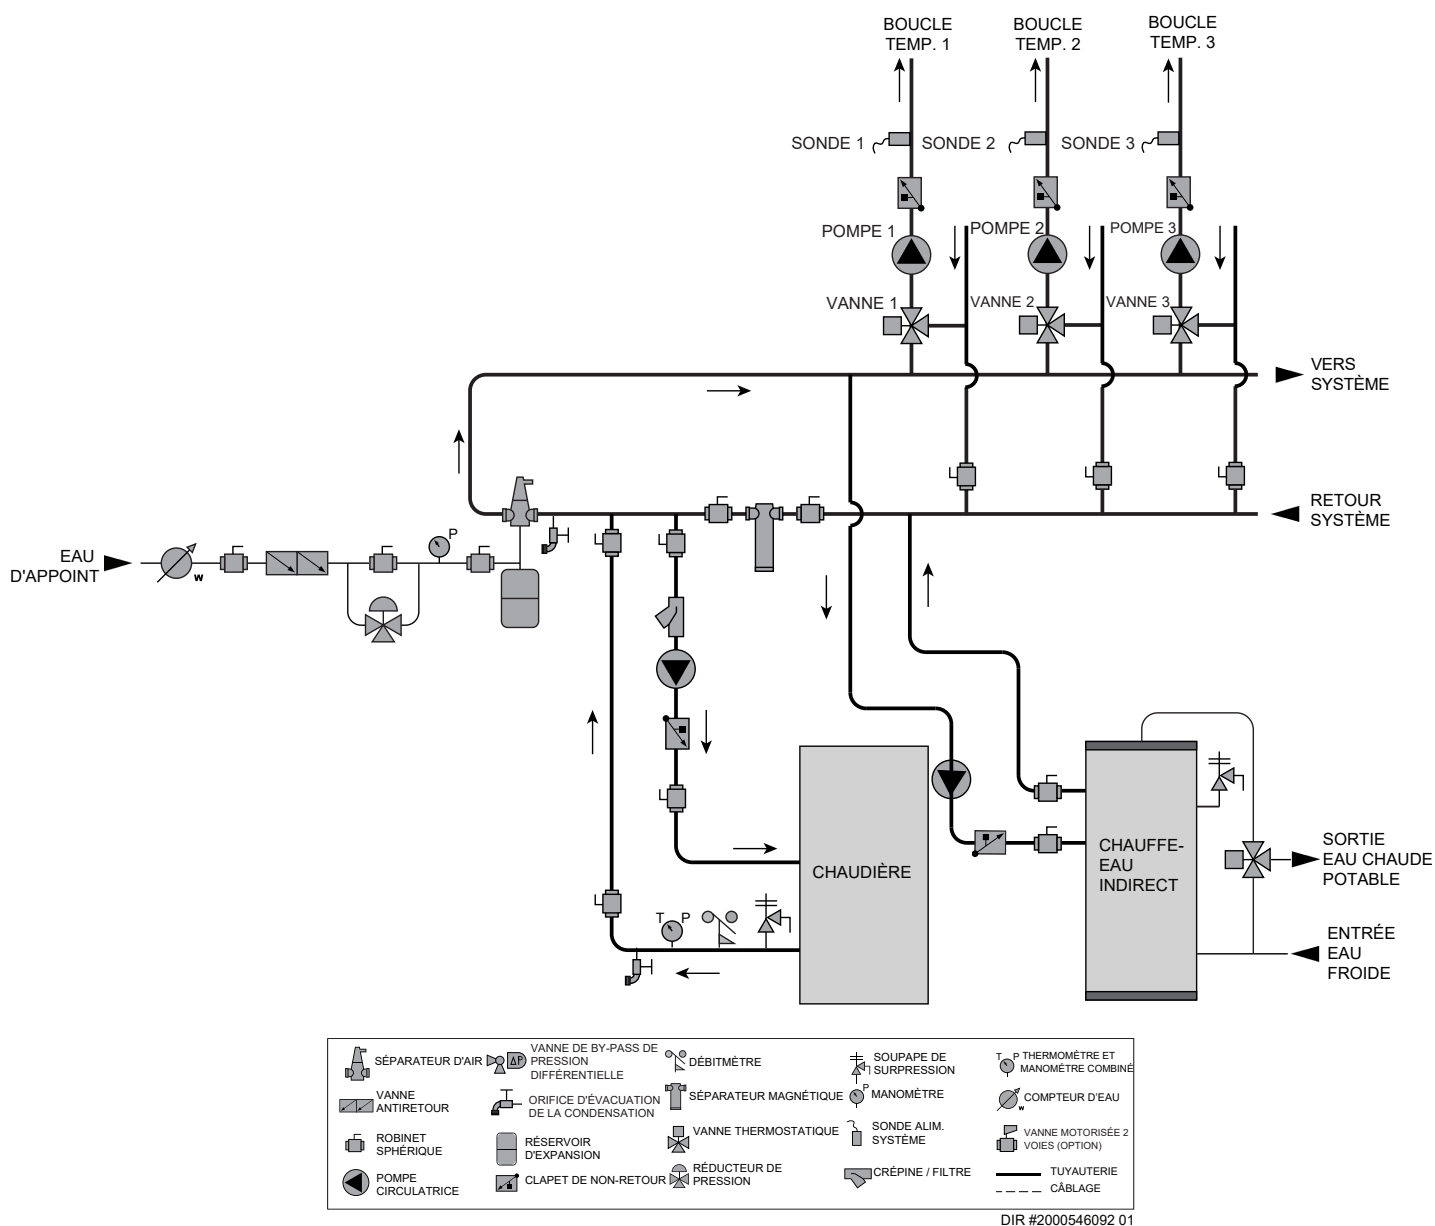 BOUCLE
TEMP. 1
BOUCLE
TEMP. 2
BOUCLE
TEMP. 3
SONDE 1
SONDE 2
SONDE 3
POMPE 1
POMPE 2
POMPE 3
VANNE 1
VANNE 2
VANNE 3
VERS
SYSTÈME
RETOUR
SYSTÈME
EAU
D'APPOINT
w
P
CHAUDIÈRE
T P
CHAUFFE-
EAU
INDIRECT
SORTIE
EAU CHAUDE
POTABLE
ENTRÉE
EAU
FROIDE
SÉPARATEUR D'AIR
VANNE
ANTIRETOUR
ROBINET
SPHÉRIQUE
POMPE
CIRCULATRICE
ΔP
VANNE DE BY-PASS DE
PRESSION
DIFFÉRENTIELLE
ORIFICE D'ÉVACUATION
DE LA CONDENSATION
RÉSERVOIR
D'EXPANSION
CLAPET DE NON-RETOUR
DÉBITMÈTRE
SÉPARATEUR MAGNÉTIQUE
VANNE THERMOSTATIQUE
RÉDUCTEUR DE
PRESSION
SOUPAPE DE
SURPRESSION
P
MANOMÈTRE
SONDE ALIM.
SYSTÈME
CRÉPINE / FILTRE
T P
THERMOMÈTRE ET
MANOMÈTRE COMBINÉ
w
COMPTEUR D'EAU
VANNE MOTORISÉE 2
VOIES (OPTION)
TUYAUTERIE
CÂBLAGE
DIR #2000546092 01